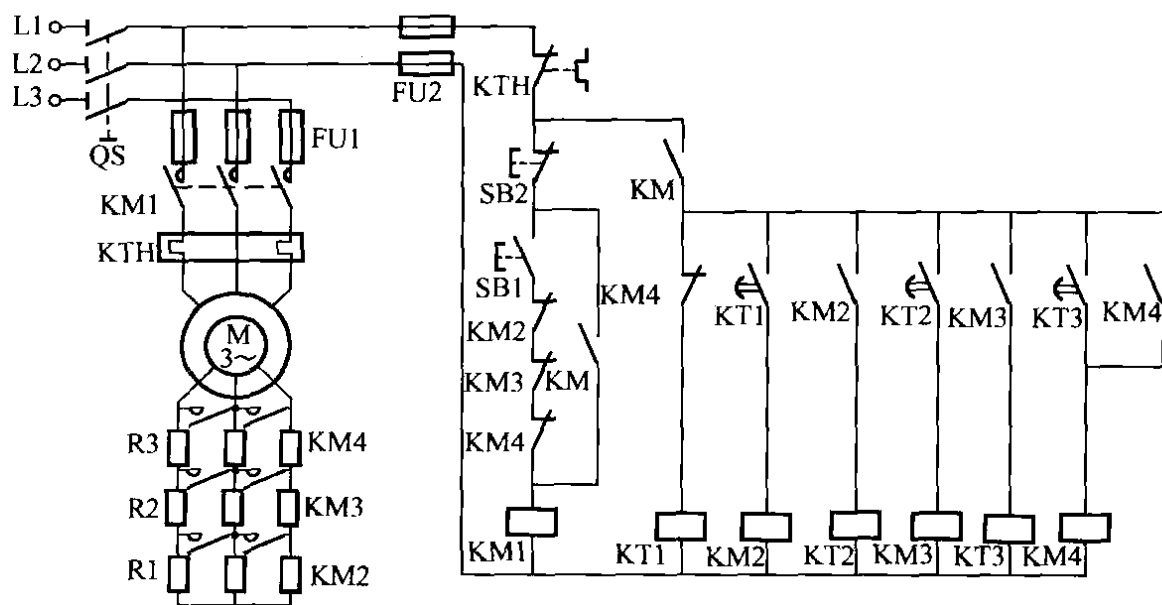 L1
L2
L3
QS
FU2
FU1
KTH
KM1
KTH
SB2
KM
SB1
KM4
KT1
KM2
KT2
KM3
KT3
KM4
KM2
KM3
KM
KM4
M
3~
R3
KM4
R2
KM3
R1
KM2
KM1
KT1
KM2
KT2
KM3
KT3
KM4